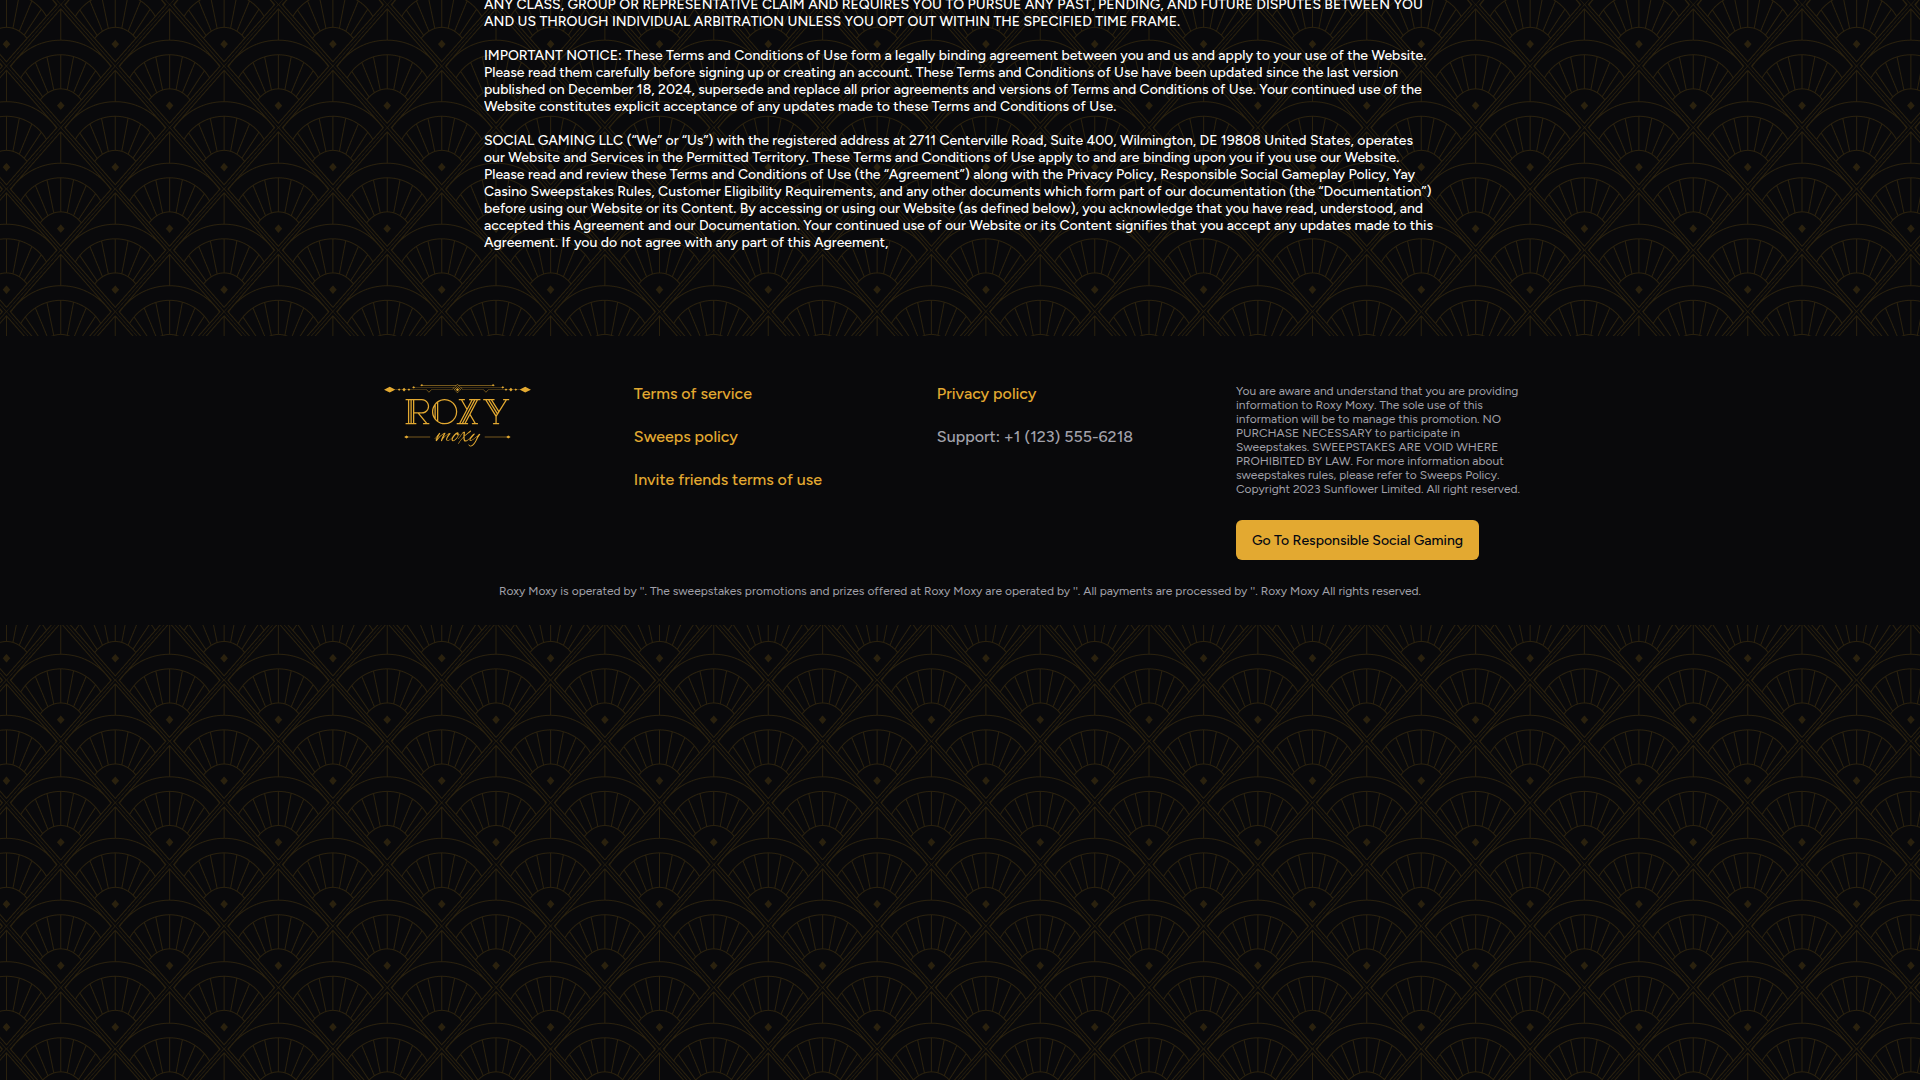 ANY CLASS, GROUP OR REPRESENTATIVE CLAIM AND REQUIRES YOU TO PURSUE ANY PAST, PENDING, AND FUTURE DISPUTES BETWEEN YOU
AND US THROUGH INDIVIDUAL ARBITRATION UNLESS YOU OPT OUT WITHIN THE SPECIFIED TIME FRAME.
IMPORTANT NOTICE: These Terms and Conditions of Use form a legally binding agreement between you and us and apply to your use of the Website.
Please read them carefully before signing up or creating an account. These Terms and Conditions of Use have been updated since the last version
published on December 18, 2024, supersede and replace all prior agreements and versions of Terms and Conditions of Use. Your continued use of the
Website constitutes explicit acceptance of any updates made to these Terms and Conditions of Use.
SOCIAL GAMING LLC (“We” or “Us”) with the registered address at 2711 Centerville Road, Suite 400, Wilmington, DE 19808 United States, operates
our Website and Services in the Permitted Territory. These Terms and Conditions of Use apply to and are binding upon you if you use our Website.
Please read and review these Terms and Conditions of Use (the “Agreement”) along with the Privacy Policy, Responsible Social Gameplay Policy, Yay
Casino Sweepstakes Rules, Customer Eligibility Requirements, and any other documents which form part of our documentation (the “Documentation”)
before using our Website or its Content. By accessing or using our Website (as defined below), you acknowledge that you have read, understood, and
accepted this Agreement and our Documentation. Your continued use of our Website or its Content signifies that you accept any updates made to this
Agreement. If you do not agree with any part of this Agreement,
ROXY
moxy
Terms of service
Sweeps policy
Invite friends terms of use
Privacy policy
Support: +1 (123) 555-6218
You are aware and understand that you are providing
information to Roxy Moxy. The sole use of this
information will be to manage this promotion. NO
PURCHASE NECESSARY to participate in
Sweepstakes. SWEEPSTAKES ARE VOID WHERE
PROHIBITED BY LAW. For more information about
sweepstakes rules, please refer to Sweeps Policy.
Copyright 2023 Sunflower Limited. All right reserved.
Go To Responsible Social Gaming
Roxy Moxy is operated by ''. The sweepstakes promotions and prizes offered at Roxy Moxy are operated by ''. All payments are processed by ''. Roxy Moxy All rights reserved.